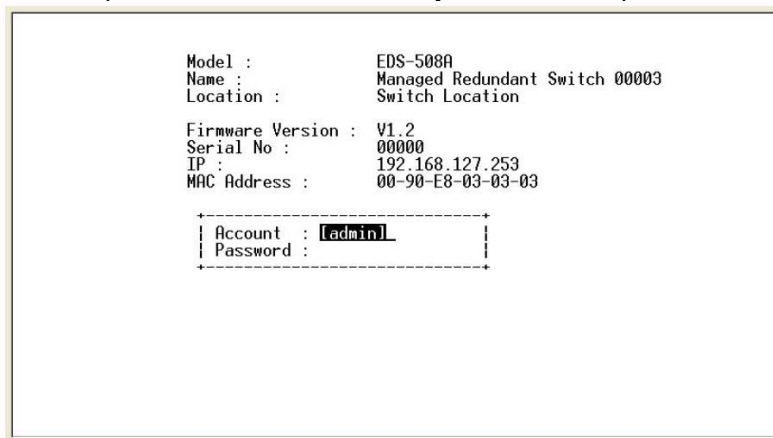 Model : EDS-508A
Name : Managed Redundant Switch 00003
Location : Switch Location
Firmware Version : V1.2
Serial No : 00000
IP : 192.168.127.253
MAC Address : 00-90-E8-03-03-03
+-----------------------------+
| Account : [admin]_ |
| Password : |
+-----------------------------+